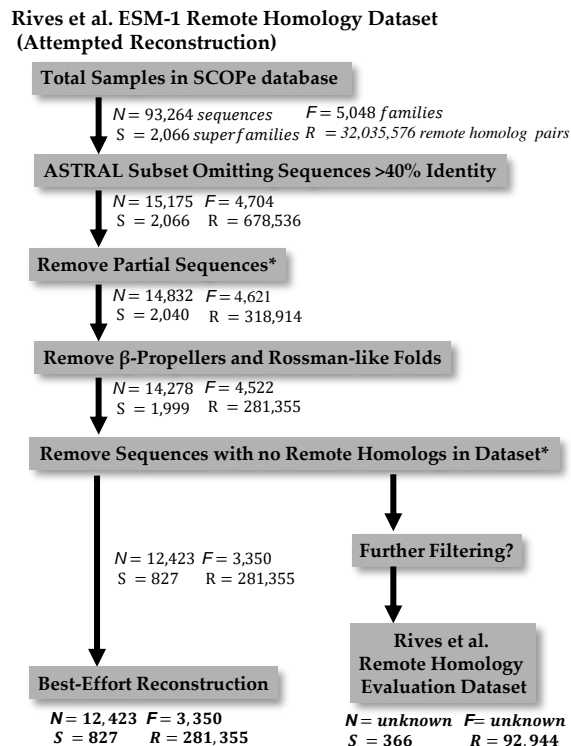 Rives et al. ESM-1 Remote Homology Dataset
(Attempted Reconstruction)
Total Samples in SCOPe database
N = 93,264 sequences F = 5,048 families
S = 2,066 superfamilies R = 32,035,576 remote homolog pairs
ASTRAL Subset Omitting Sequences >40% Identity
N = 15,175 F = 4,704
S = 2,066 R = 678,536
Remove Partial Sequences*
N = 14,832 F = 4,621
S = 2,040 R = 318,914
Remove β-Propellers and Rossman-like Folds
N = 14,278 F = 4,522
S = 1,999 R = 281,355
Remove Sequences with no Remote Homologs in Dataset*
N = 12,423 F = 3,350
S = 827 R = 281,355
Further Filtering?
Best-Effort Reconstruction
N = 12,423 F = 3,350
S = 827 R = 281,355
Rives et al.
Remote Homology
Evaluation Dataset
N = unknown F= unknown
S = 366 R = 92,944